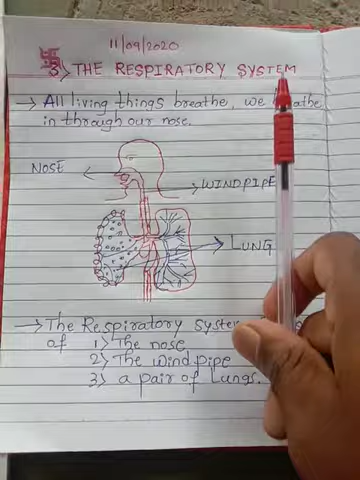 11/09/2020
3) THE RESPIRATORY SYSTEM
→ All living things breathe, we
in through our nose.
NOSE
WINDPIPE
LUNG
→ The Respiratory System
of 1) The nose
2) The wind pipe
3) a pair of Lungs.